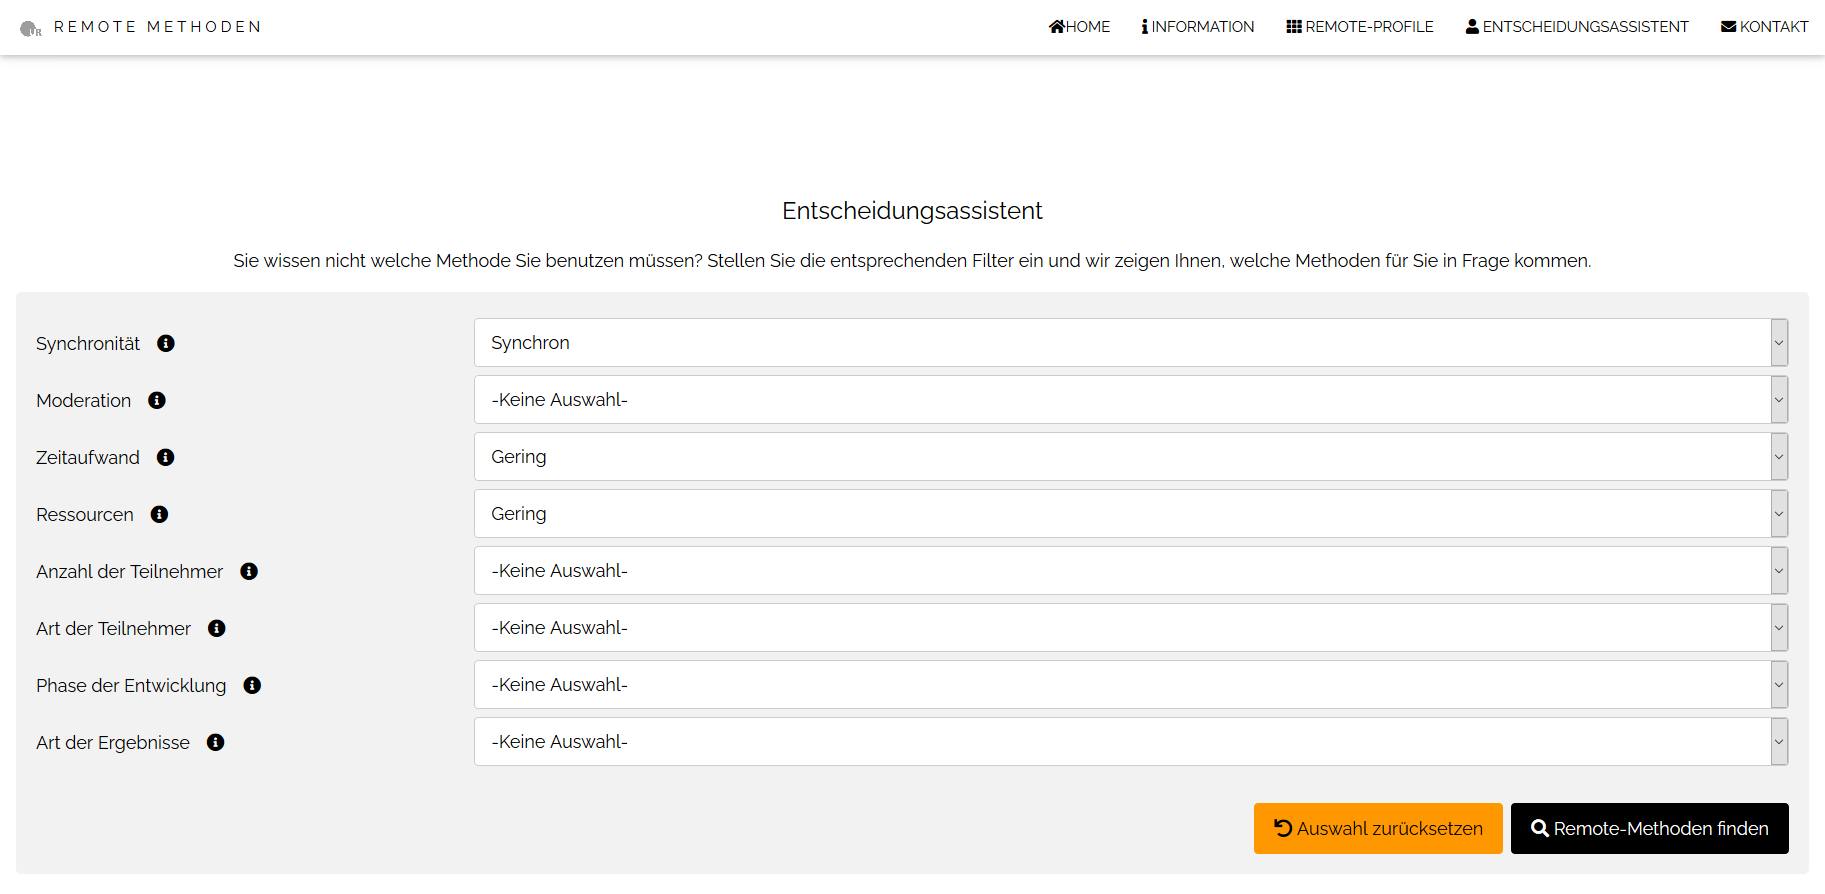 REMOTE METHODEN
HOME
INFORMATION
REMOTE-PROFILE
ENTSCHEIDUNGSASSISTENT
KONTAKT
Entscheidungsassistent
Sie wissen nicht welche Methode Sie benutzen müssen? Stellen Sie die entsprechenden Filter ein und wir zeigen Ihnen, welche Methoden für Sie in Frage kommen.
Synchronität Synchron
Moderation -Keine Auswahl-
Zeitaufwand Gering
Ressourcen Gering
Anzahl der Teilnehmer -Keine Auswahl-
Art der Teilnehmer -Keine Auswahl-
Phase der Entwicklung -Keine Auswahl-
Art der Ergebnisse -Keine Auswahl-
Auswahl zurücksetzen
Remote-Methoden finden